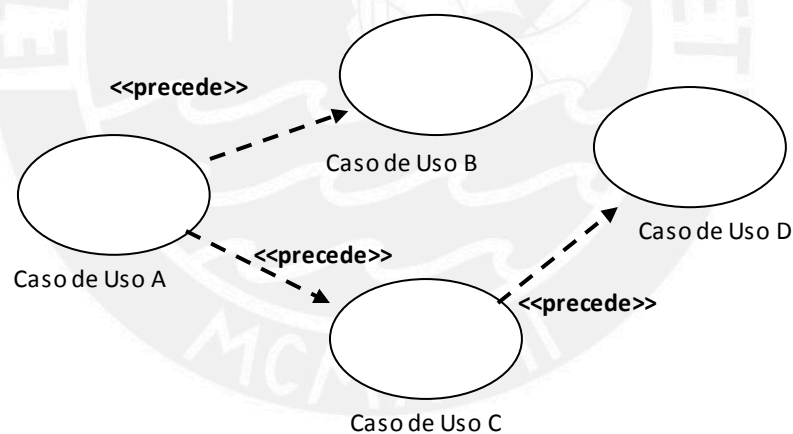 <<precede>>
Caso de Uso B
Caso de Uso D
<<precede>>
Caso de Uso A
<<precede>>
Caso de Uso C